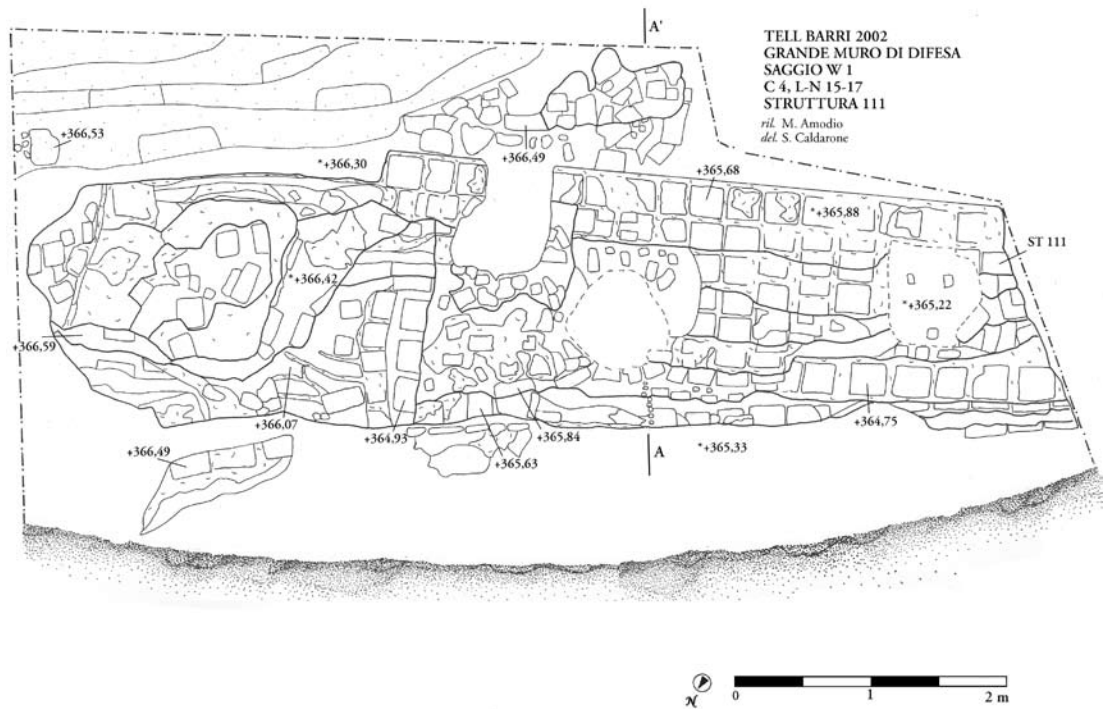 A'
TELL BARRI 2002
GRANDE MURO DI DIFESA
SAGGIO W 1
C 4, L-N 15-17
STRUTTURA 111
ril. M. Amodio
del. S. Caldarone
+366,53
*+366,30
+366,49
+365,68
*+365,88
ST 111
*+366,42
*+365,22
+366,59
+366,07
+364,93
+365,84
+364,75
+366,49
+365,63
A
*+365,33
N
0 1 2 m